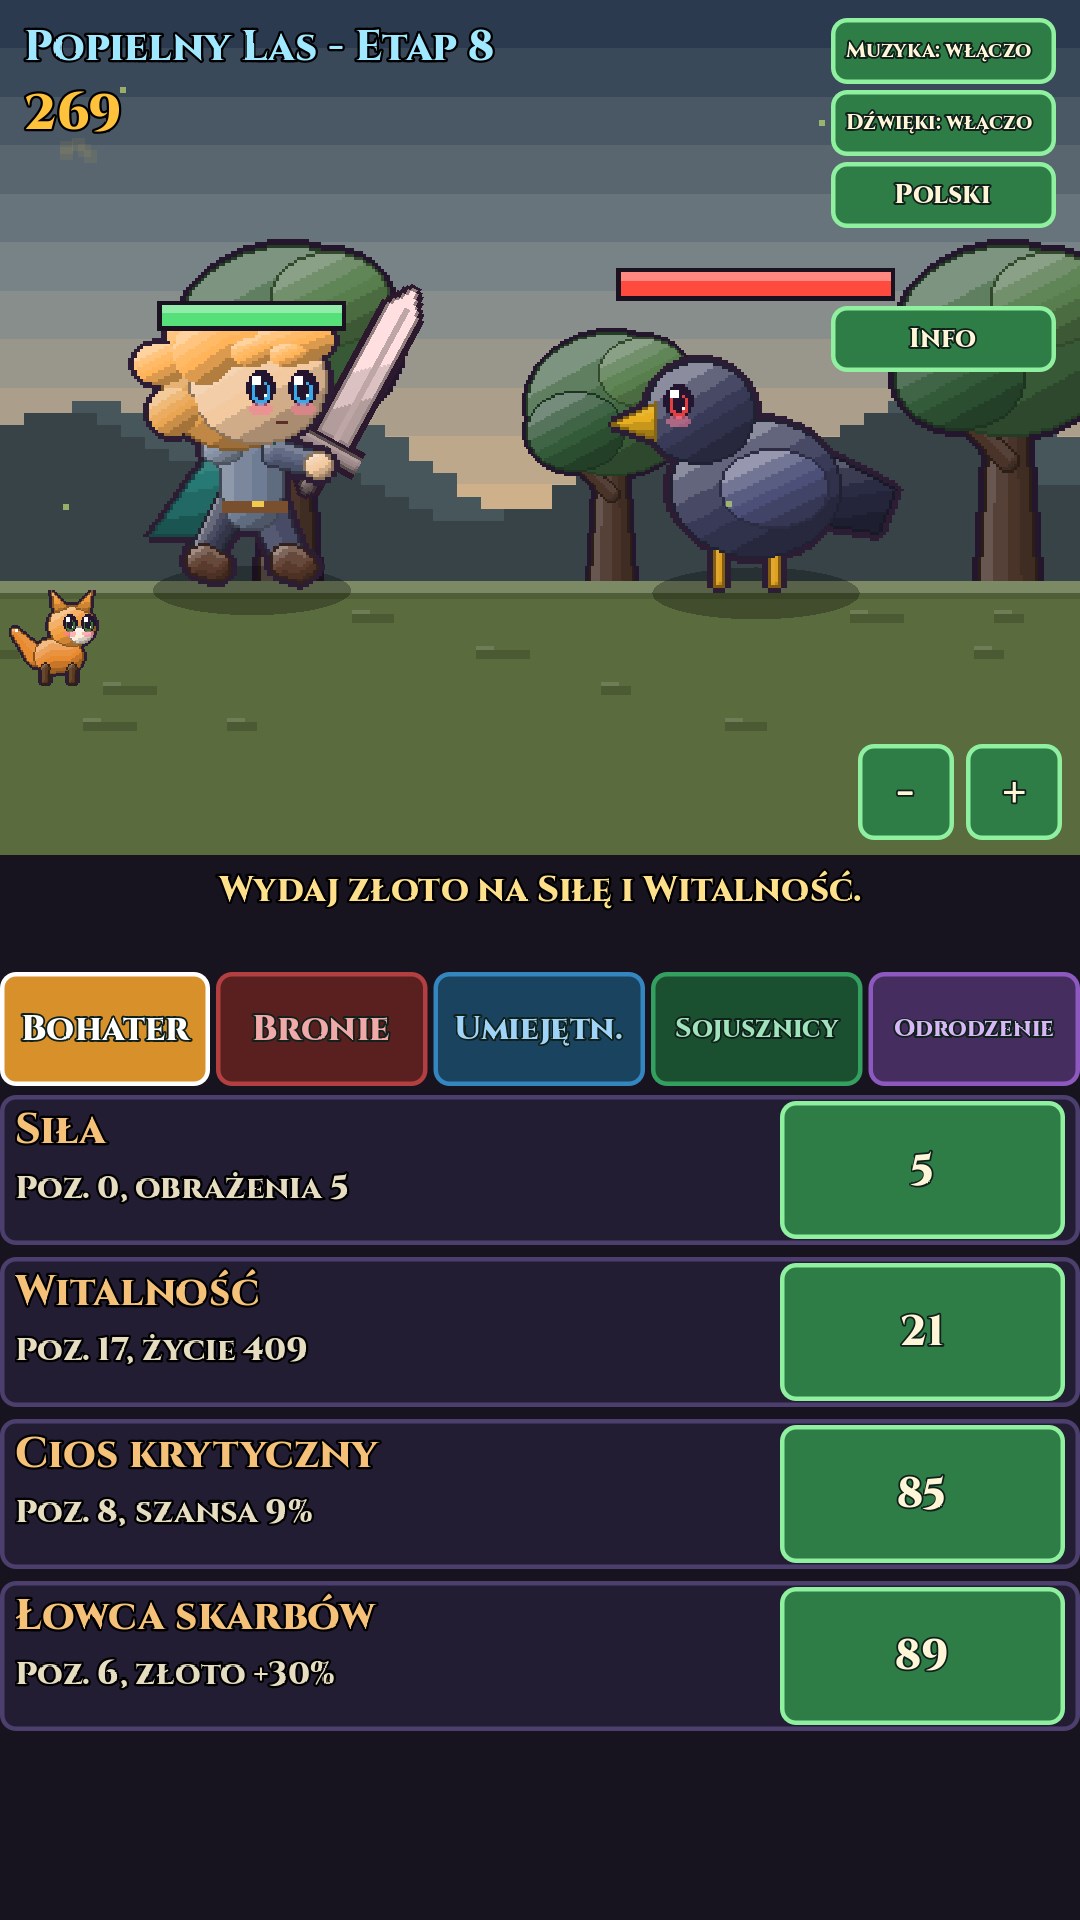 Popielny Las - Etap 8
269
Muzyka: włączo
Dźwięki: włączo
Polski
Info
- +
Wydaj złoto na Siłę i Witalność.
Bohater Bronie Umiejętn. Sojusznicy Odrodzenie
Siła
Poz. 0, obrażenia 5
5
Witalność
Poz. 17, życie 409
21
Cios krytyczny
Poz. 8, szansa 9%
85
Łowca skarbów
Poz. 6, złoto +30%
89